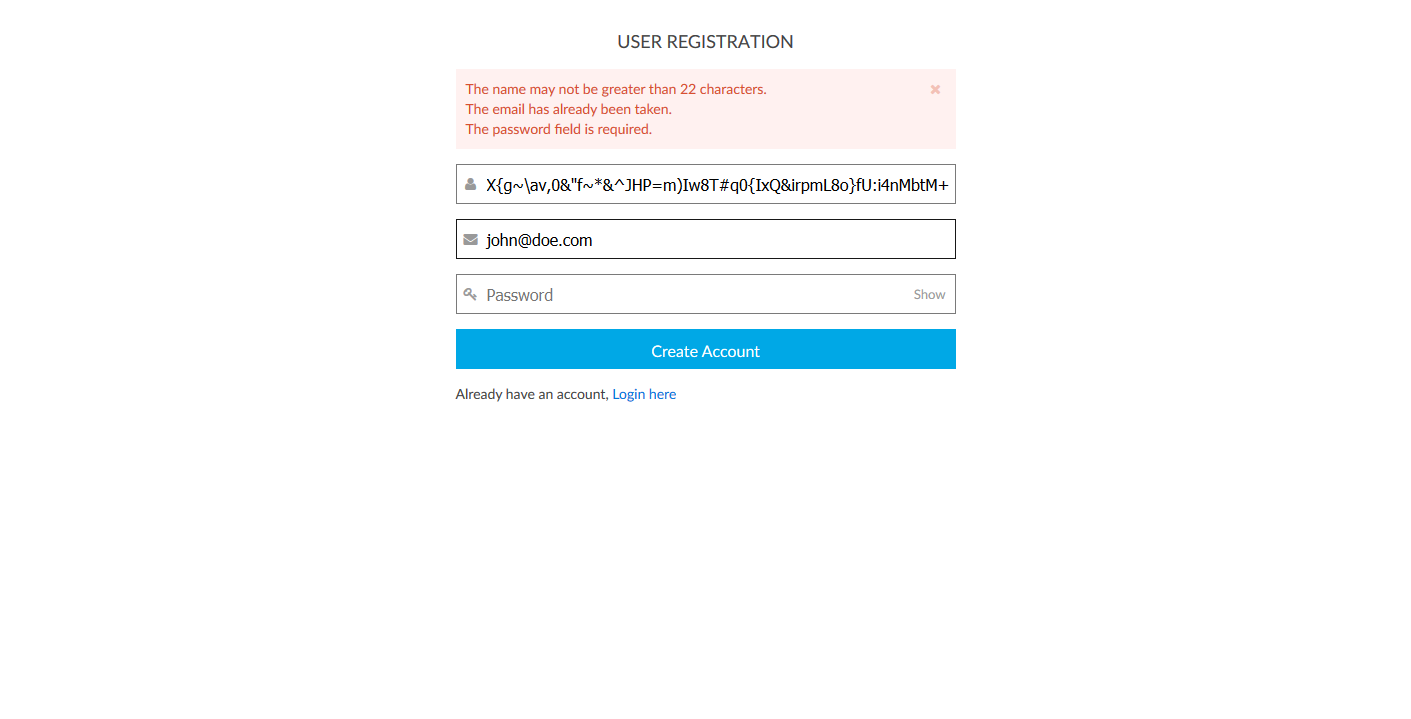 USER REGISTRATION
The name may not be greater than 22 characters.
The email has already been taken.
The password field is required.
X{g~\av,0&"f~*&^JHP=m)Iw8T#q0{IxQ&irpmL8o}fU:i4nMbtM+
john@doe.com
Password Show
Create Account
Already have an account, Login here